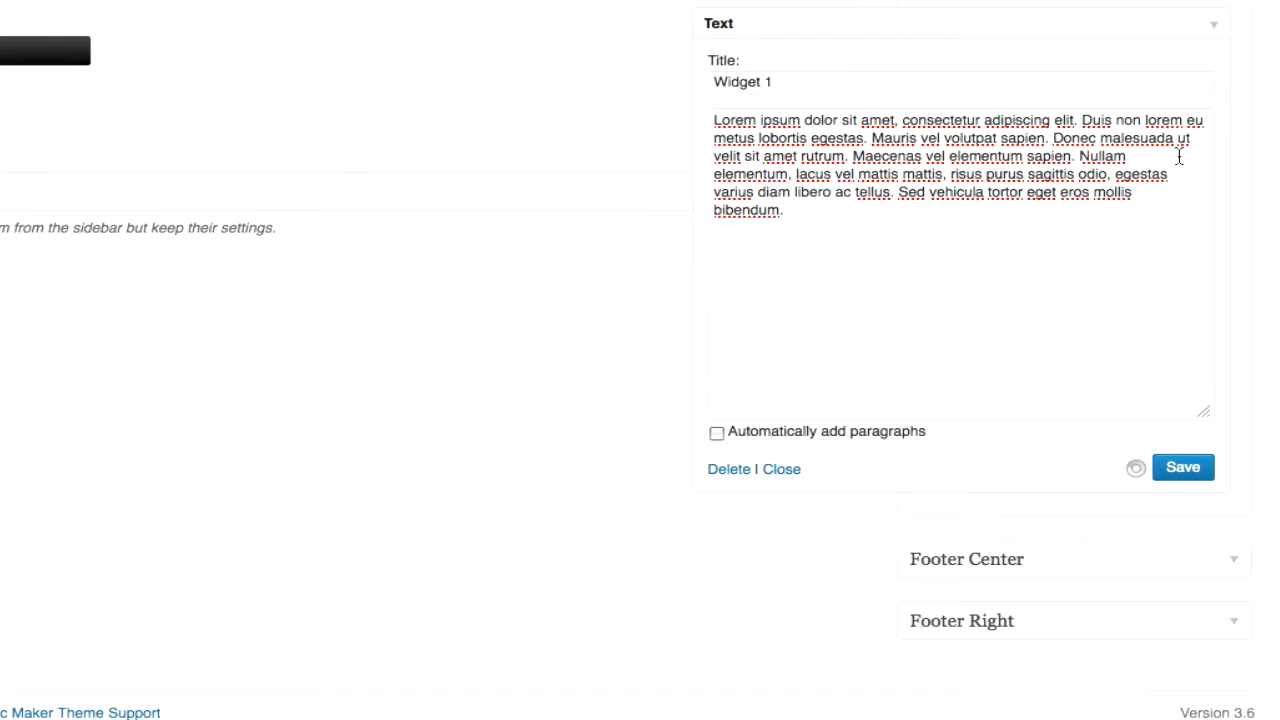 Text
Title:
Widget 1
Lorem ipsum dolor sit amet, consectetur adipiscing elit. Duis non lorem eu
metus lobortis egestas. Mauris vel volutpat sapien. Donec malesuada ut
velit sit amet rutrum. Maecenas vel elementum sapien. Nullam
elementum, lacus vel mattis mattis, risus purus sagittis odio, egestas
varius diam libero ac tellus. Sed vehicula tortor eget eros mollis
bibendum.
m from the sidebar but keep their settings.
Automatically add paragraphs
Delete | Close
Save
Footer Center
Footer Right
c Maker Theme Support
Version 3.6